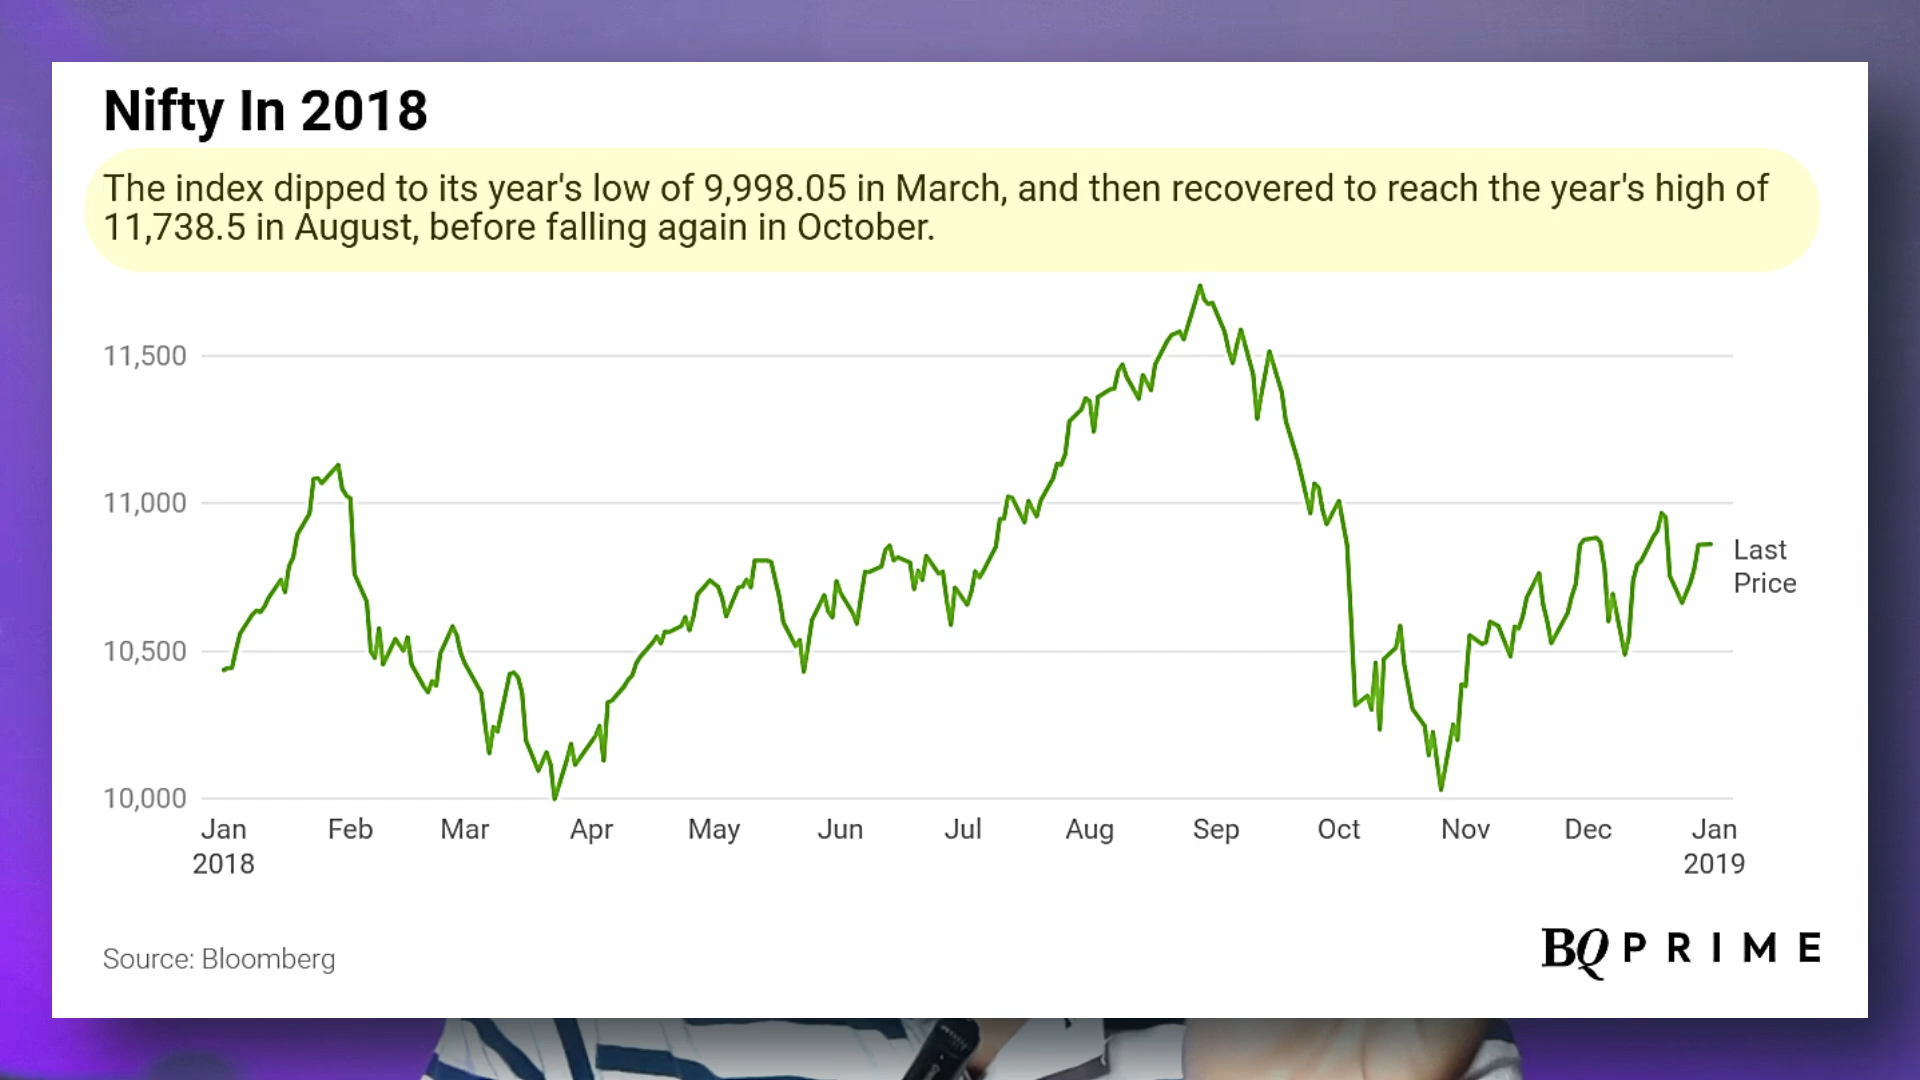 Nifty In 2018
The index dipped to its year's low of 9,998.05 in March, and then recovered to reach the year's high of
11,738.5 in August, before falling again in October.
11,500
11,000
10,500
10,000
Last
Price
Jan Feb Mar Apr May Jun Jul Aug Sep Oct Nov Dec Jan
2018 2019
Source: Bloomberg
BQ PRIME